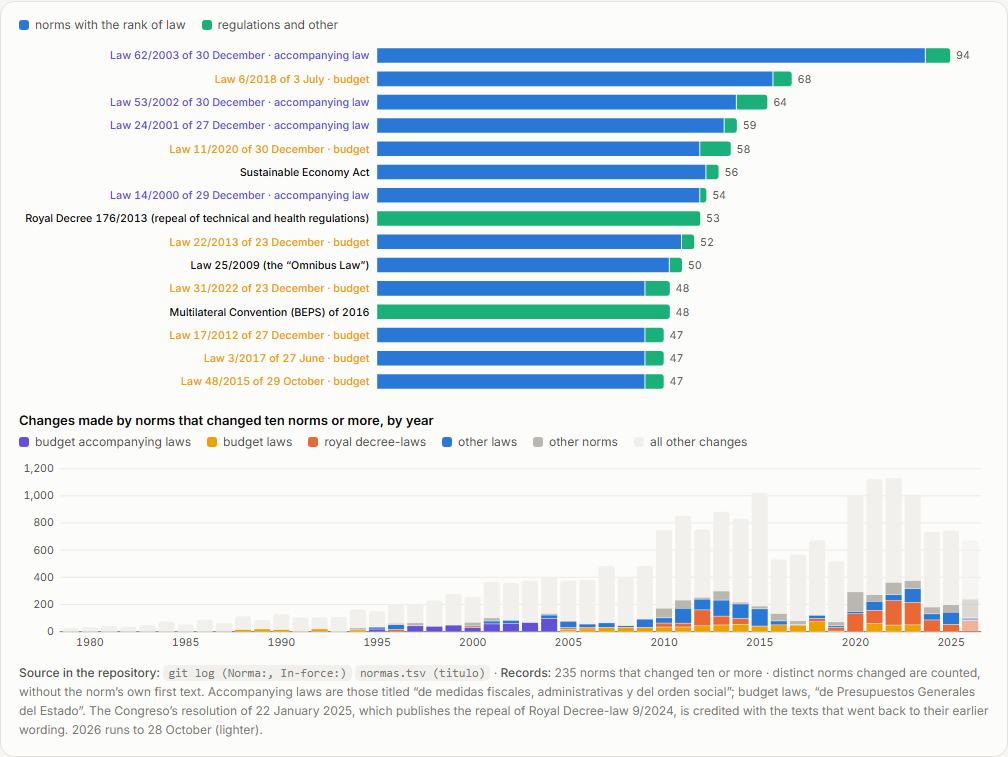 norms with the rank of law regulations and other
Law 62/2003 of 30 December · accompanying law 94
Law 6/2018 of 3 July · budget 68
Law 53/2002 of 30 December · accompanying law 64
Law 24/2001 of 27 December · accompanying law 59
Law 11/2020 of 30 December · budget 58
Sustainable Economy Act 56
Law 14/2000 of 29 December · accompanying law 54
Royal Decree 176/2013 (repeal of technical and health regulations) 53
Law 22/2013 of 23 December · budget 52
Law 25/2009 (the “Omnibus Law”) 50
Law 31/2022 of 23 December · budget 48
Multilateral Convention (BEPS) of 2016 48
Law 17/2012 of 27 December · budget 47
Law 3/2017 of 27 June · budget 47
Law 48/2015 of 29 October · budget 47
Changes made by norms that changed ten norms or more, by year
budget accompanying laws budget laws royal decree-laws other laws other norms all other changes
1,200
1,000
800
600
400
200
0
1980 1985 1990 1995 2000 2005 2010 2015 2020 2025
Source in the repository: git log (Norma:, In-force:) normas.tsv (titulo) · Records: 235 norms that changed ten or more · distinct norms changed are counted,
without the norm’s own first text. Accompanying laws are those titled “de medidas fiscales, administrativas y del orden social”; budget laws, “de Presupuestos Generales
del Estado”. The Congreso’s resolution of 22 January 2025, which publishes the repeal of Royal Decree-law 9/2024, is credited with the texts that went back to their earlier
wording. 2026 runs to 28 October (lighter).